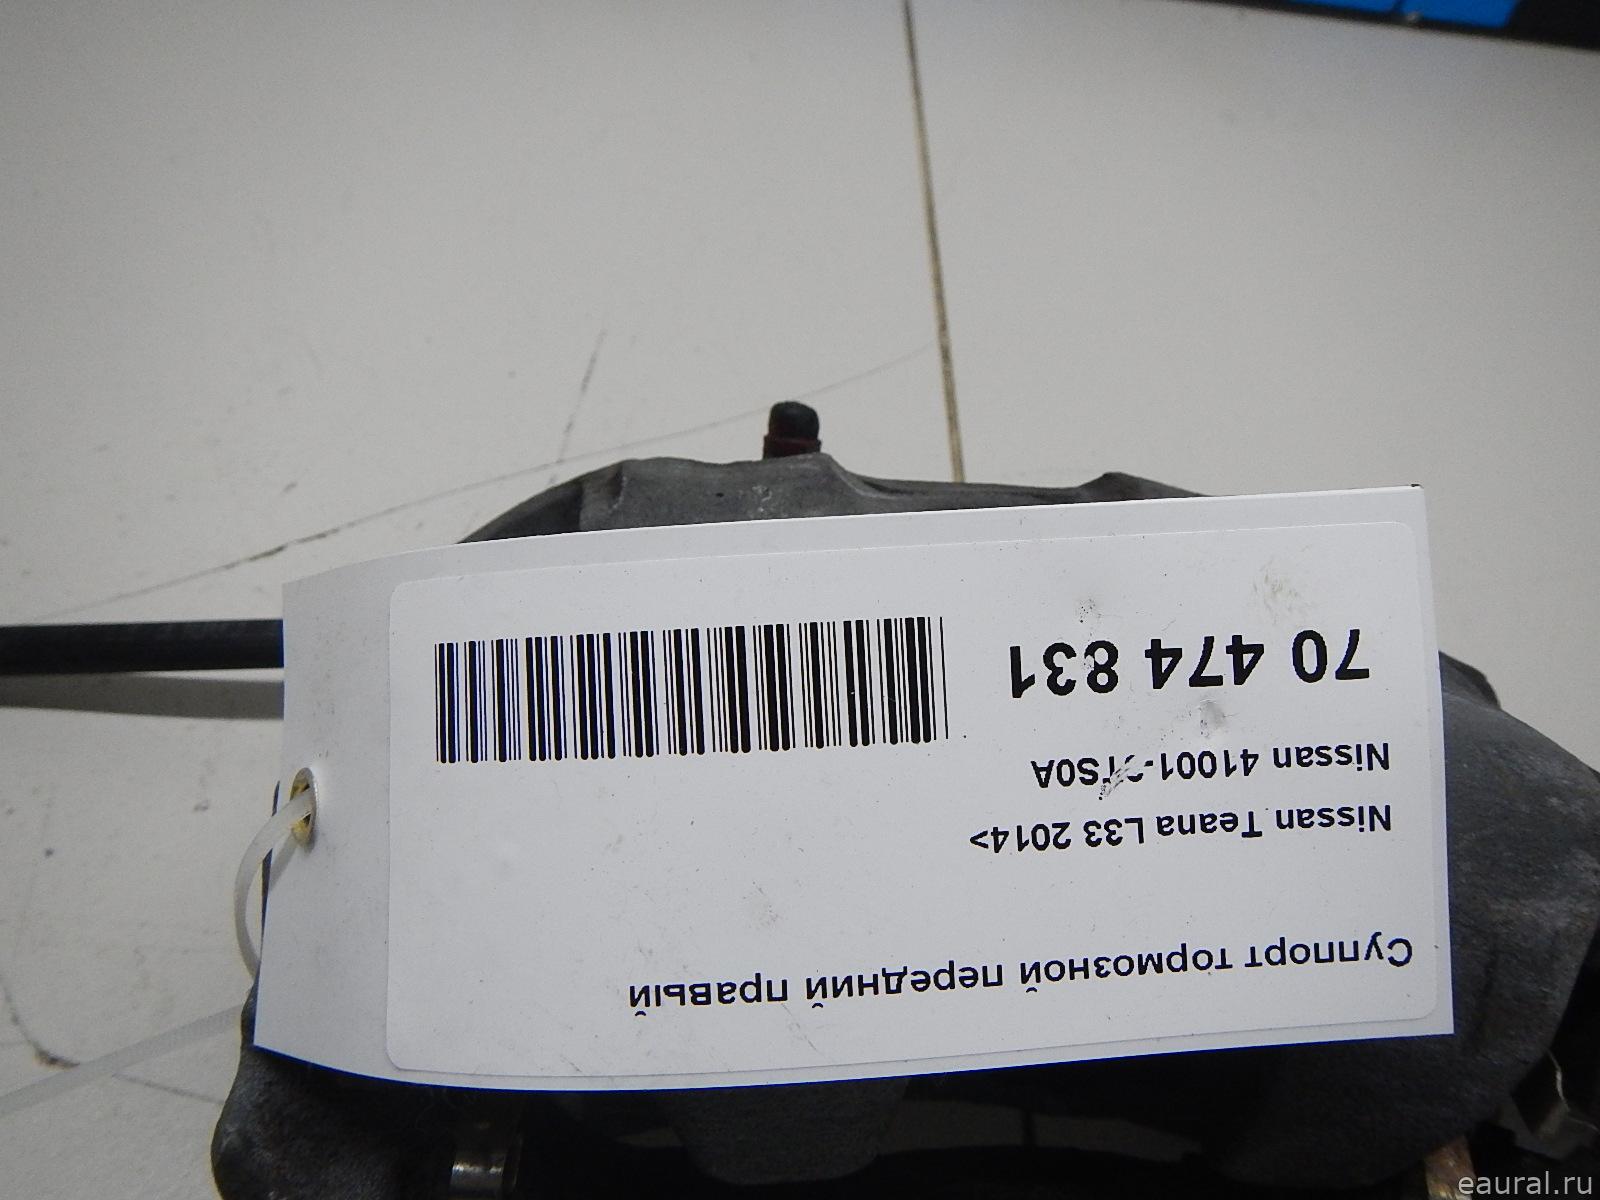 70 474 831
Nissan
Nissan Teana L33 2014>
Суппорт тормозной передний правый
eaural.ru